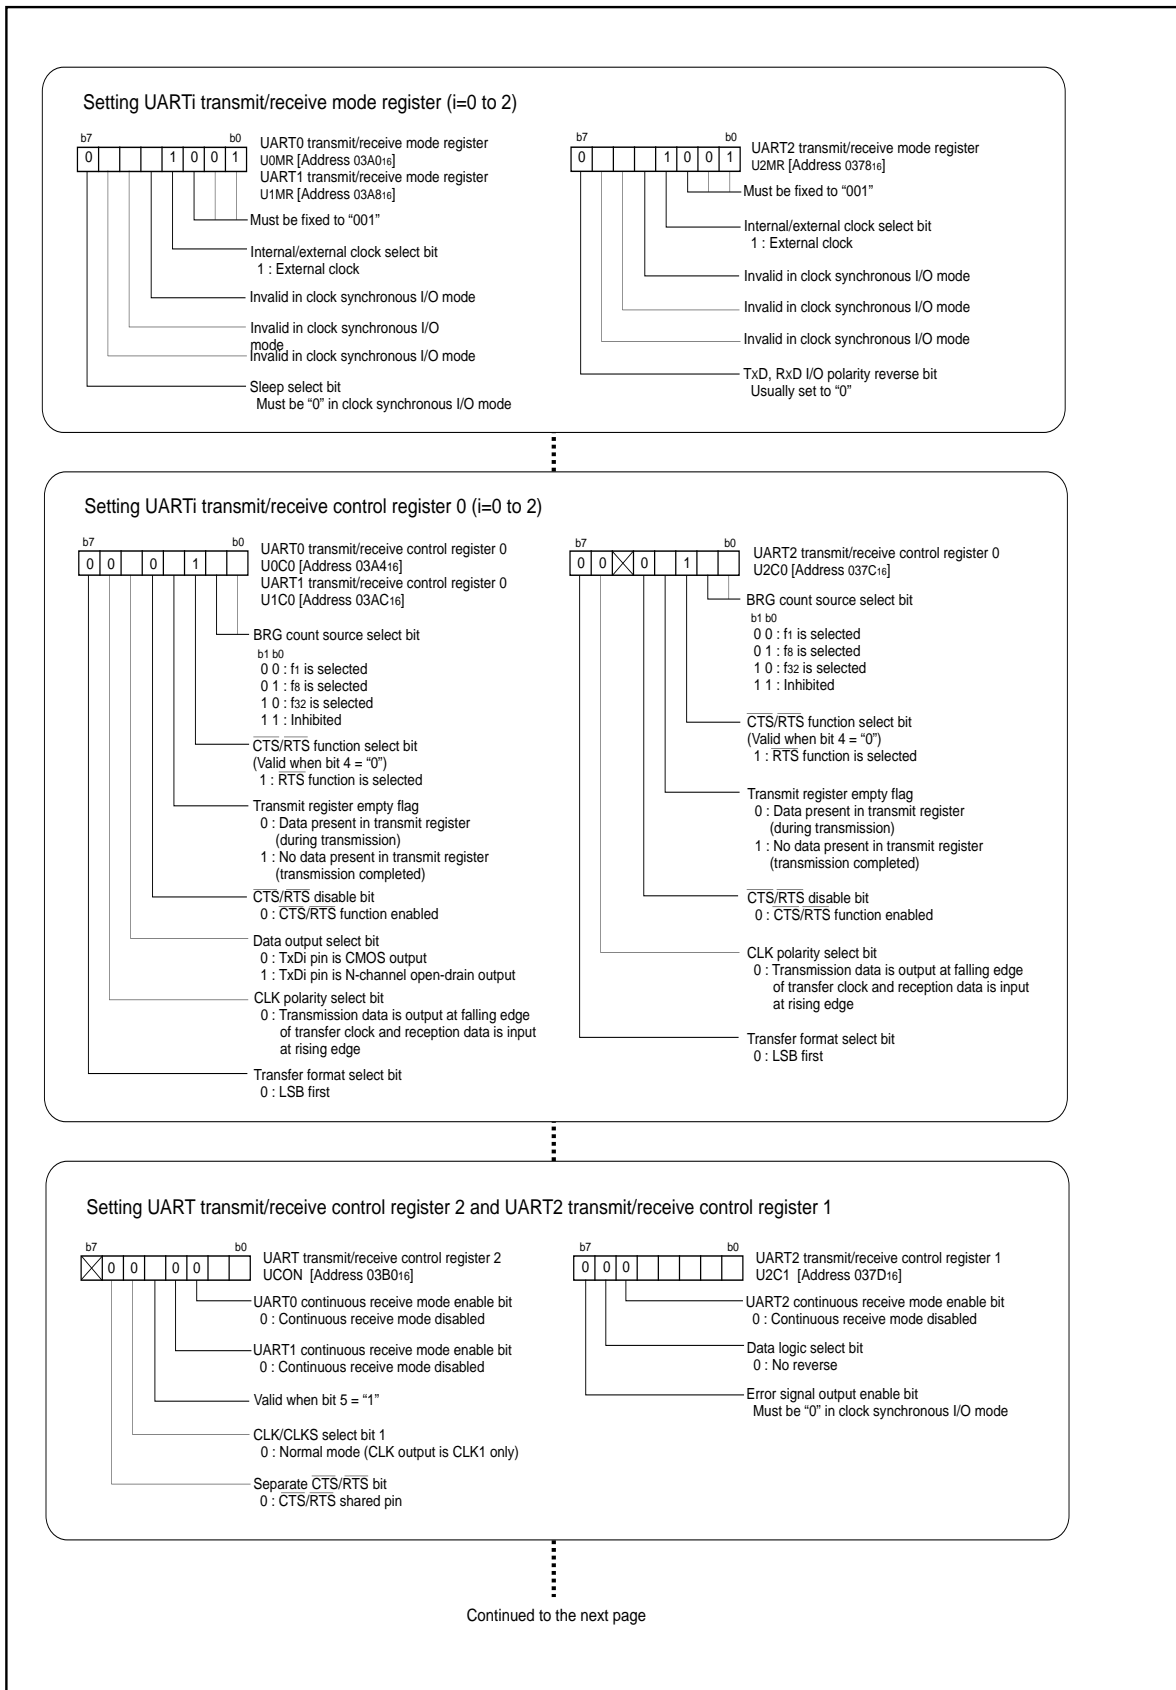 Setting UARTi transmit/receive mode register (i=0 to 2)
b7 b0
0 1 0 0 1
UART0 transmit/receive mode register
U0MR [Address 03A016]
UART1 transmit/receive mode register
U1MR [Address 03A816]
Must be fixed to “001”
Internal/external clock select bit
1 : External clock
Invalid in clock synchronous I/O mode
Invalid in clock synchronous I/O
mode
Invalid in clock synchronous I/O mode
Sleep select bit
Must be “0” in clock synchronous I/O mode
b7 b0
0 1 0 0 1
UART2 transmit/receive mode register
U2MR [Address 037816]
Must be fixed to “001”
Internal/external clock select bit
1 : External clock
Invalid in clock synchronous I/O mode
Invalid in clock synchronous I/O mode
Invalid in clock synchronous I/O mode
TxD, RxD I/O polarity reverse bit
Usually set to “0”
Setting UARTi transmit/receive control register 0 (i=0 to 2)
b7 b0
0 0 0 1
UART0 transmit/receive control register 0
U0C0 [Address 03A416]
UART1 transmit/receive control register 0
U1C0 [Address 03AC16]
BRG count source select bit
b1 b0
0 0 : f1 is selected
0 1 : f8 is selected
1 0 : f32 is selected
1 1 : Inhibited
CTS/RTS function select bit
(Valid when bit 4 = “0”)
1 : RTS function is selected
Transmit register empty flag
0 : Data present in transmit register
(during transmission)
1 : No data present in transmit register
(transmission completed)
CTS/RTS disable bit
0 : CTS/RTS function enabled
Data output select bit
0 : TxDi pin is CMOS output
1 : TxDi pin is N-channel open-drain output
CLK polarity select bit
0 : Transmission data is output at falling edge
of transfer clock and reception data is input
at rising edge
Transfer format select bit
0 : LSB first
b7 b0
0 0 0 1
UART2 transmit/receive control register 0
U2C0 [Address 037C16]
BRG count source select bit
b1 b0
0 0 : f1 is selected
0 1 : f8 is selected
1 0 : f32 is selected
1 1 : Inhibited
CTS/RTS function select bit
(Valid when bit 4 = “0”)
1 : RTS function is selected
Transmit register empty flag
0 : Data present in transmit register
(during transmission)
1 : No data present in transmit register
(transmission completed)
CTS/RTS disable bit
0 : CTS/RTS function enabled
CLK polarity select bit
0 : Transmission data is output at falling edge
of transfer clock and reception data is input
at rising edge
Transfer format select bit
0 : LSB first
Setting UART transmit/receive control register 2 and UART2 transmit/receive control register 1
b7 b0
0 0 0 0
UART transmit/receive control register 2
UCON [Address 03B016]
UART0 continuous receive mode enable bit
0 : Continuous receive mode disabled
UART1 continuous receive mode enable bit
0 : Continuous receive mode disabled
Valid when bit 5 = “1”
CLK/CLKS select bit 1
0 : Normal mode (CLK output is CLK1 only)
Separate CTS/RTS bit
0 : CTS/RTS shared pin
b7 b0
0 0 0
UART2 transmit/receive control register 1
U2C1 [Address 037D16]
UART2 continuous receive mode enable bit
0 : Continuous receive mode disabled
Data logic select bit
0 : No reverse
Error signal output enable bit
Must be “0” in clock synchronous I/O mode
Continued to the next page